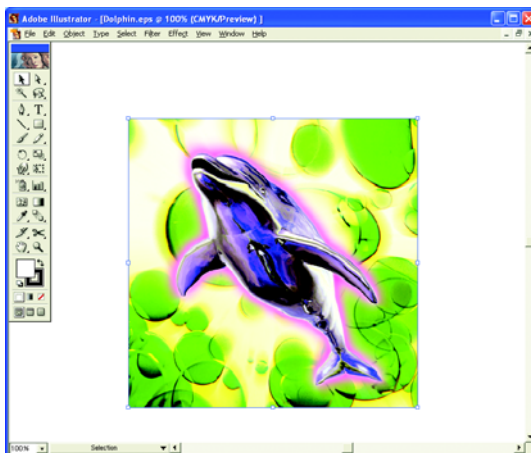 Adobe Illustrator - [Dolphin.eps @ 100% (CMYK/Preview) ]
File Edit Object Type Select Filter Effect View Window Help
100% Selection